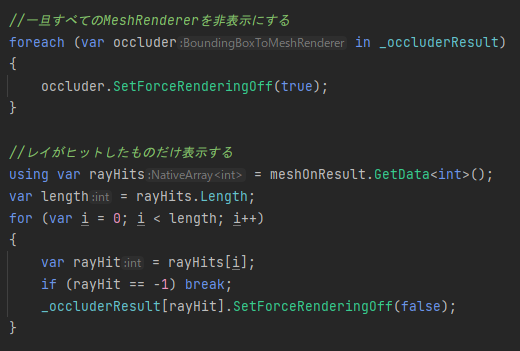 //一旦すべてのMeshRendererを非表示にする
foreach (var occluder :BoundingBoxToMeshRenderer in _occluderResult)
{
occluder.SetForceRenderingOff(true);
}
//レイがヒットしたものだけ表示する
using var rayHits :NativeArray<int> = meshOnResult.GetData<int>();
var length :int = rayHits.Length;
for (var i = 0; i < length; i++)
{
var rayHit :int = rayHits[i];
if (rayHit == -1) break;
_occluderResult[rayHit].SetForceRenderingOff(false);
}